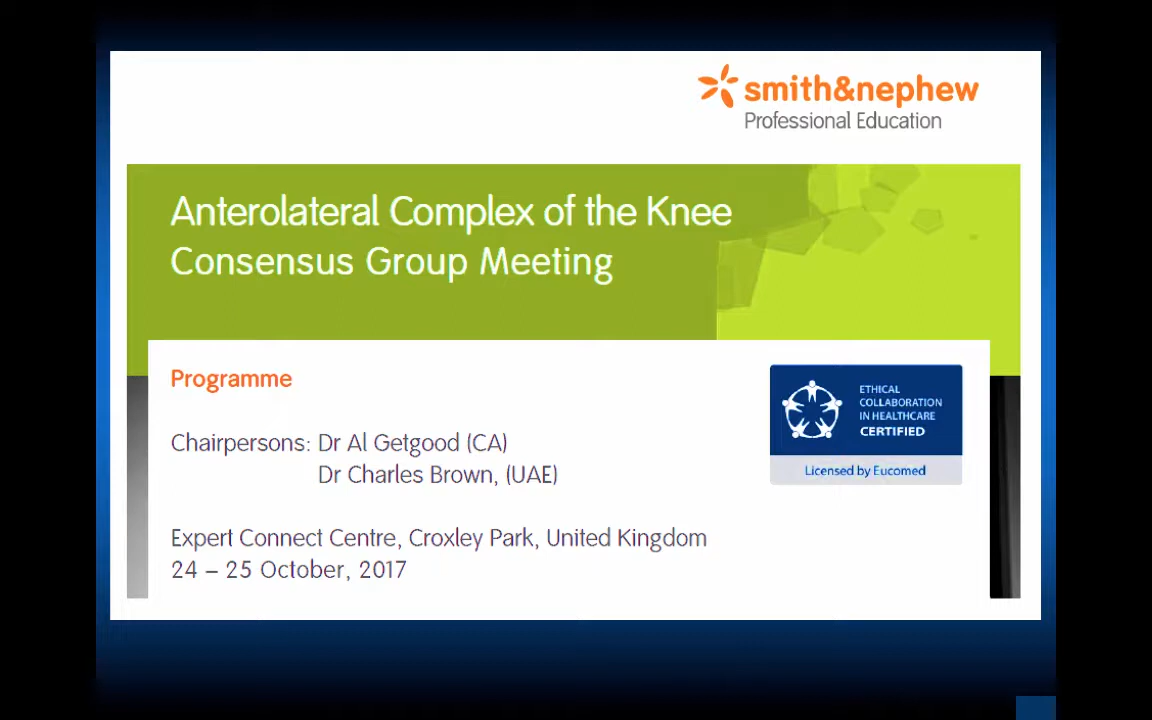 smith&nephew
Professional Education
Anterolateral Complex of the Knee
Consensus Group Meeting
Programme
Chairpersons: Dr Al Getgood (CA)
Dr Charles Brown, (UAE)
Expert Connect Centre, Croxley Park, United Kingdom
24 – 25 October, 2017
ETHICAL
COLLABORATION
IN HEALTHCARE
CERTIFIED
Licensed by Eucomed